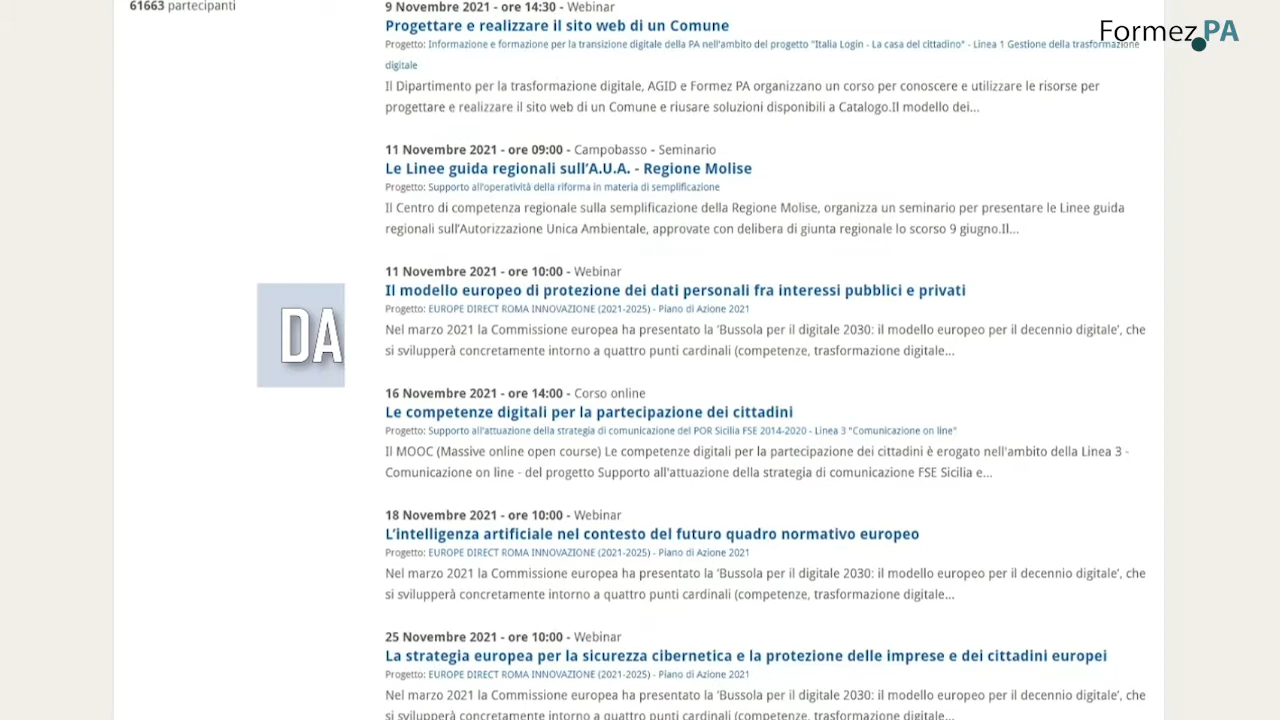 61663 partecipanti
Formez PA
9 Novembre 2021 - ore 14:30 - Webinar
Progettare e realizzare il sito web di un Comune
Progetto: Informazione e formazione per la transizione digitale della PA nell'ambito del progetto "Italia Login - La casa del cittadino" - Linea 1 Gestione della trasformazione
digitale
Il Dipartimento per la trasformazione digitale, AGID e Formez PA organizzano un corso per conoscere e utilizzare le risorse per
progettare e realizzare il sito web di un Comune e riusare soluzioni disponibili a Catalogo.Il modello dei...
11 Novembre 2021 - ore 09:00 - Campobasso - Seminario
Le Linee guida regionali sull’A.U.A. - Regione Molise
Progetto: Supporto all'operatività della riforma in materia di semplificazione
Il Centro di competenza regionale sulla semplificazione della Regione Molise, organizza un seminario per presentare le Linee guida
regionali sull’Autorizzazione Unica Ambientale, approvate con delibera di giunta regionale lo scorso 9 giugno.Il...
11 Novembre 2021 - ore 10:00 - Webinar
Il modello europeo di protezione dei dati personali fra interessi pubblici e privati
Progetto: EUROPE DIRECT ROMA INNOVAZIONE (2021-2025) - Piano di Azione 2021
Nel marzo 2021 la Commissione europea ha presentato la ‘Bussola per il digitale 2030: il modello europeo per il decennio digitale’, che
si svilupperà concretamente intorno a quattro punti cardinali (competenze, trasformazione digitale...
DA
16 Novembre 2021 - ore 14:00 - Corso online
Le competenze digitali per la partecipazione dei cittadini
Progetto: Supporto all'attuazione della strategia di comunicazione del POR Sicilia FSE 2014-2020 - Linea 3 "Comunicazione on line"
Il MOOC (Massive online open course) Le competenze digitali per la partecipazione dei cittadini è erogato nell'ambito della Linea 3 -
Comunicazione on line - del progetto Supporto all'attuazione della strategia di comunicazione FSE Sicilia e...
18 Novembre 2021 - ore 10:00 - Webinar
L’intelligenza artificiale nel contesto del futuro quadro normativo europeo
Progetto: EUROPE DIRECT ROMA INNOVAZIONE (2021-2025) - Piano di Azione 2021
Nel marzo 2021 la Commissione europea ha presentato la ‘Bussola per il digitale 2030: il modello europeo per il decennio digitale’, che
si svilupperà concretamente intorno a quattro punti cardinali (competenze, trasformazione digitale...
25 Novembre 2021 - ore 10:00 - Webinar
La strategia europea per la sicurezza cibernetica e la protezione delle imprese e dei cittadini europei
Progetto: EUROPE DIRECT ROMA INNOVAZIONE (2021-2025) - Piano di Azione 2021
Nel marzo 2021 la Commissione europea ha presentato la ‘Bussola per il digitale 2030: il modello europeo per il decennio digitale’, che
si svilupperà concretamente intorno a quattro punti cardinali (competenze, trasformazione digitale...